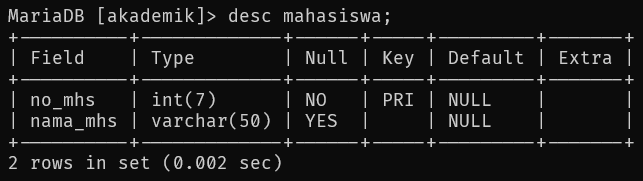 MariaDB [akademik]> desc mahasiswa;
+----------+-------------+------+-----+---------+-------+
| Field    | Type        | Null | Key | Default | Extra |
+----------+-------------+------+-----+---------+-------+
| no_mhs   | int(7)      | NO   | PRI | NULL    |       |
| nama_mhs | varchar(50) | YES  |     | NULL    |       |
+----------+-------------+------+-----+---------+-------+
2 rows in set (0.002 sec)